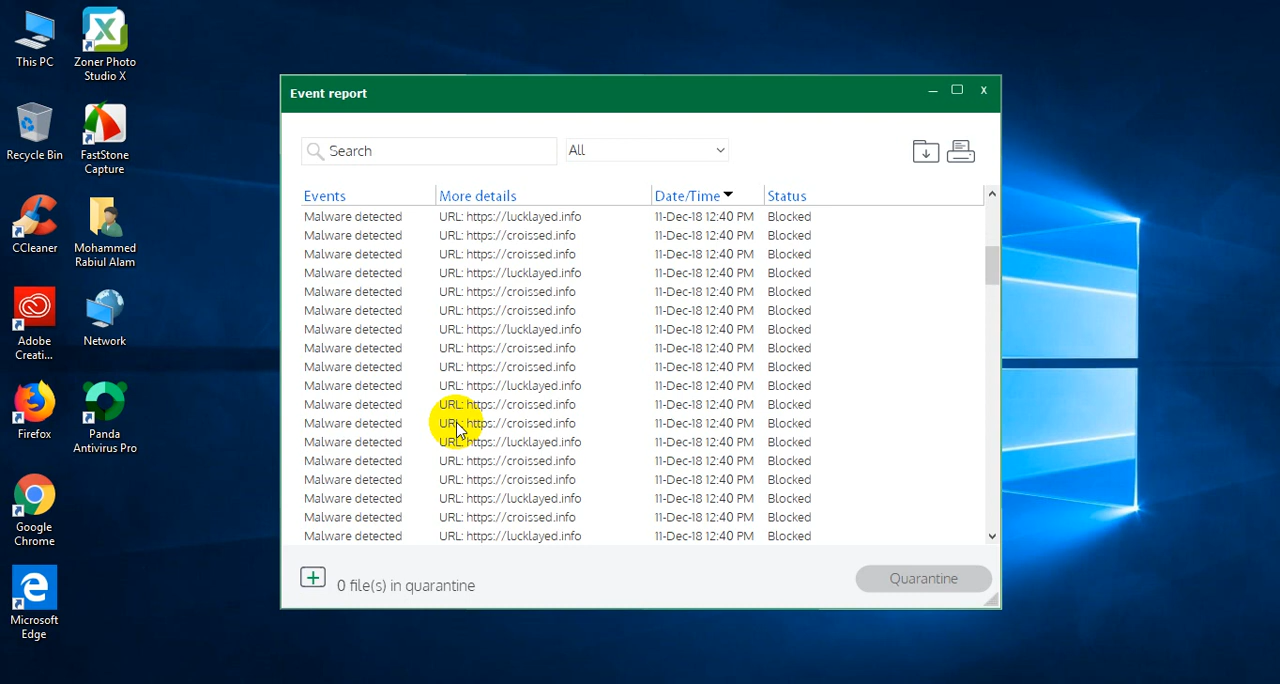 This PC
Zoner Photo
Studio X
Recycle Bin
FastStone
Capture
CCleaner
Mohammed
Rabiul Alam
Adobe
Creati...
Network
Firefox
Panda
Antivirus Pro
Google
Chrome
Microsoft
Edge
Event report
Search
All
Events More details Date/Time Status
Malware detected URL: https://lucklayed.info 11-Dec-18 12:40 PM Blocked
Malware detected URL: https://croissed.info 11-Dec-18 12:40 PM Blocked
Malware detected URL: https://croissed.info 11-Dec-18 12:40 PM Blocked
Malware detected URL: https://lucklayed.info 11-Dec-18 12:40 PM Blocked
Malware detected URL: https://croissed.info 11-Dec-18 12:40 PM Blocked
Malware detected URL: https://croissed.info 11-Dec-18 12:40 PM Blocked
Malware detected URL: https://lucklayed.info 11-Dec-18 12:40 PM Blocked
Malware detected URL: https://croissed.info 11-Dec-18 12:40 PM Blocked
Malware detected URL: https://croissed.info 11-Dec-18 12:40 PM Blocked
Malware detected URL: https://lucklayed.info 11-Dec-18 12:40 PM Blocked
Malware detected URL: https://croissed.info 11-Dec-18 12:40 PM Blocked
Malware detected URL: https://croissed.info 11-Dec-18 12:40 PM Blocked
Malware detected URL: https://lucklayed.info 11-Dec-18 12:40 PM Blocked
Malware detected URL: https://croissed.info 11-Dec-18 12:40 PM Blocked
Malware detected URL: https://croissed.info 11-Dec-18 12:40 PM Blocked
Malware detected URL: https://lucklayed.info 11-Dec-18 12:40 PM Blocked
Malware detected URL: https://croissed.info 11-Dec-18 12:40 PM Blocked
Malware detected URL: https://lucklayed.info 11-Dec-18 12:40 PM Blocked
0 file(s) in quarantine
Quarantine